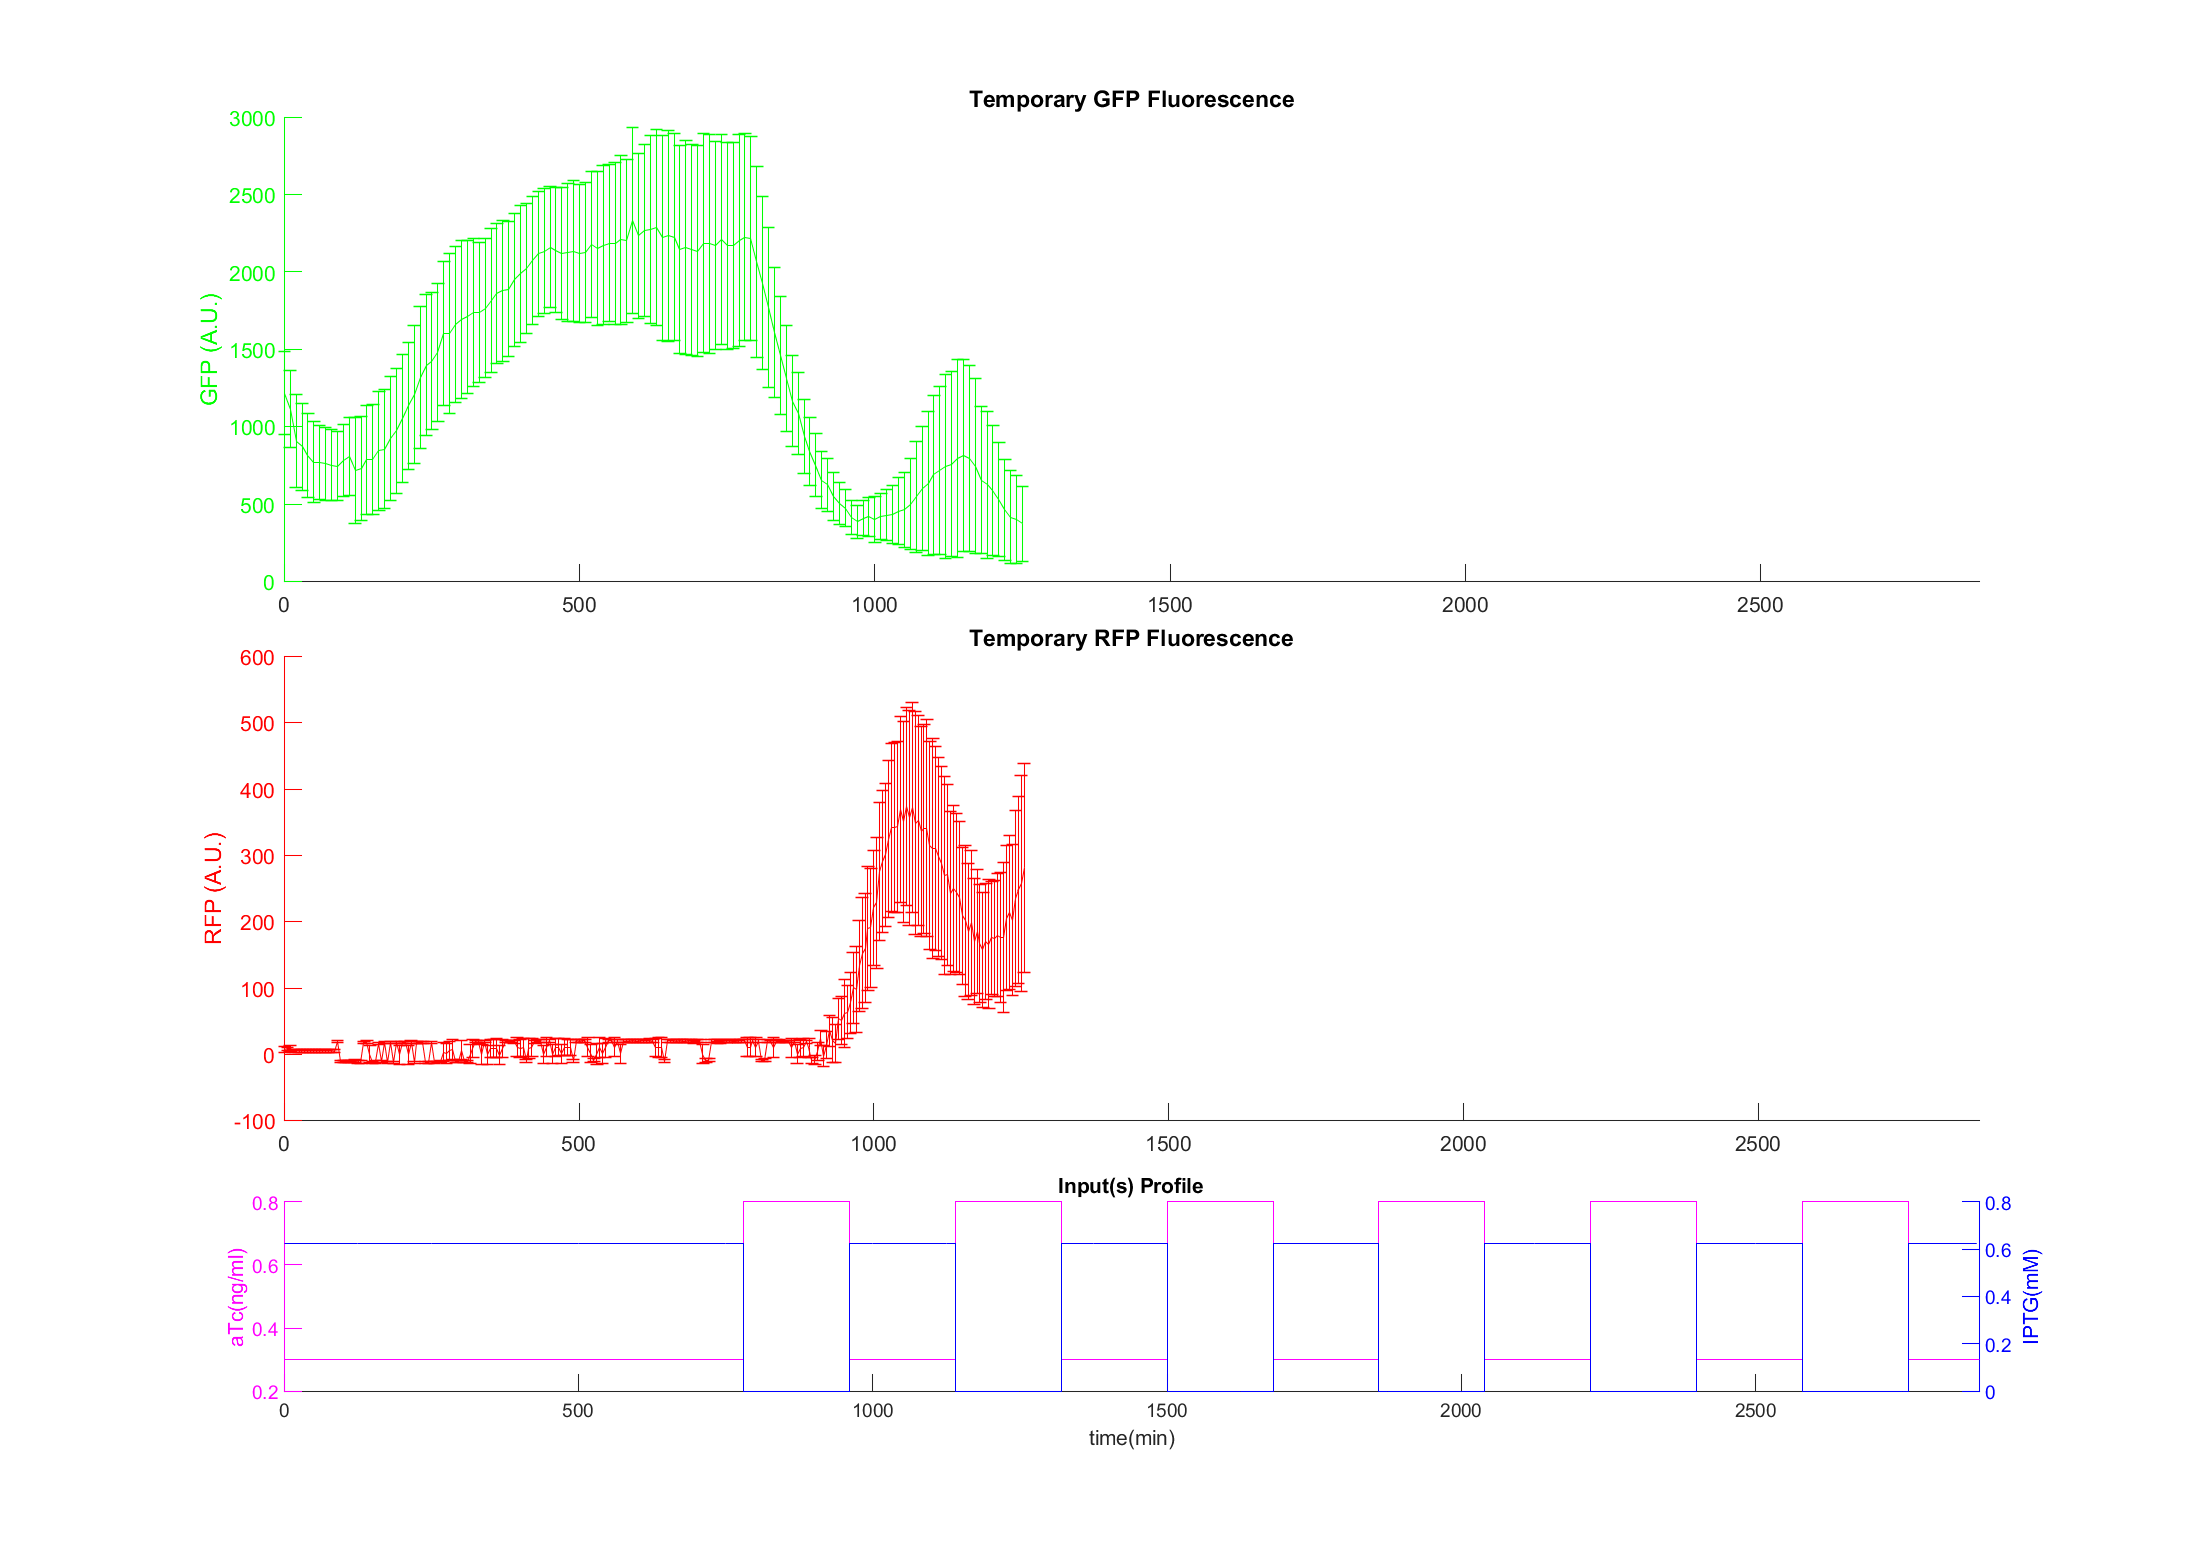 Temporary GFP Fluorescence
3000
2500
2000
1500
1000
500
0
GFP (A.U.)
0 500 1000 1500 2000 2500
Temporary RFP Fluorescence
600
500
400
300
200
100
0
-100
RFP (A.U.)
0 500 1000 1500 2000 2500
Input(s) Profile
0.8
0.6
0.4
0.2
aTc(ng/ml)
0.8
0.6
0.4
0.2
0
IPTG(mM)
0 500 1000 1500 2000 2500
time(min)